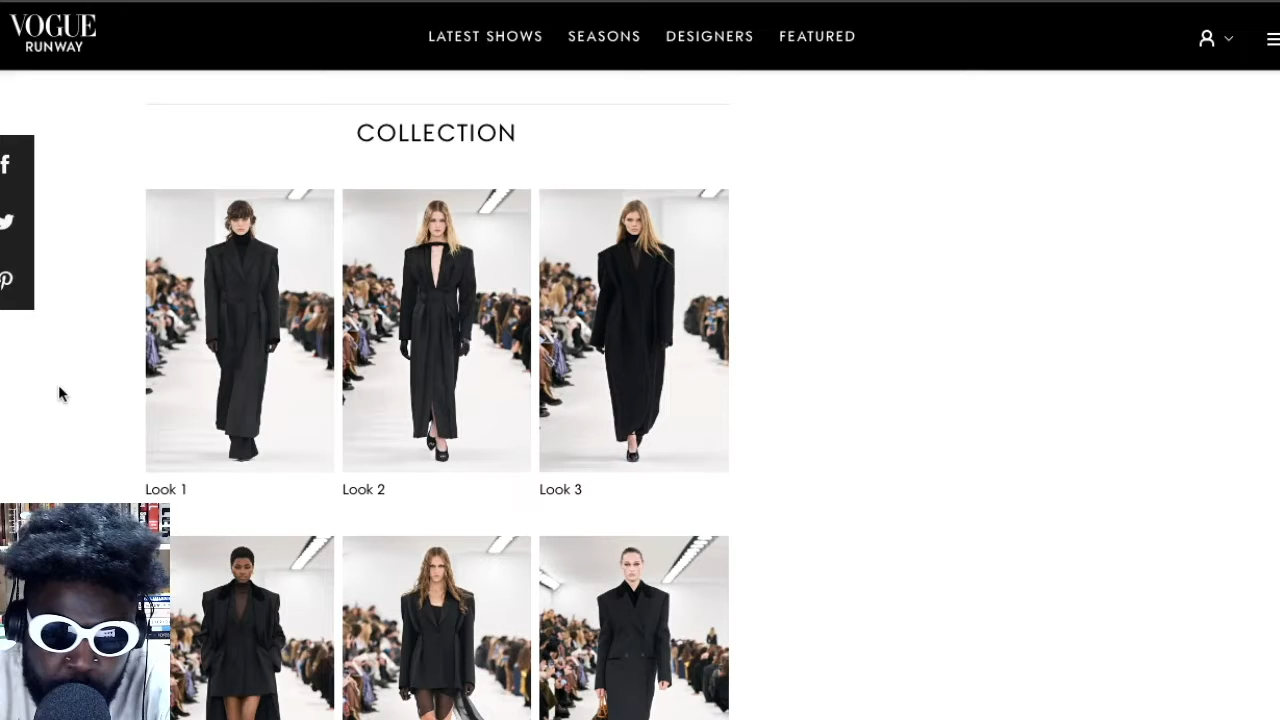 VOGUE
RUNWAY
LATEST SHOWS SEASONS DESIGNERS FEATURED
COLLECTION
Look 1 Look 2 Look 3